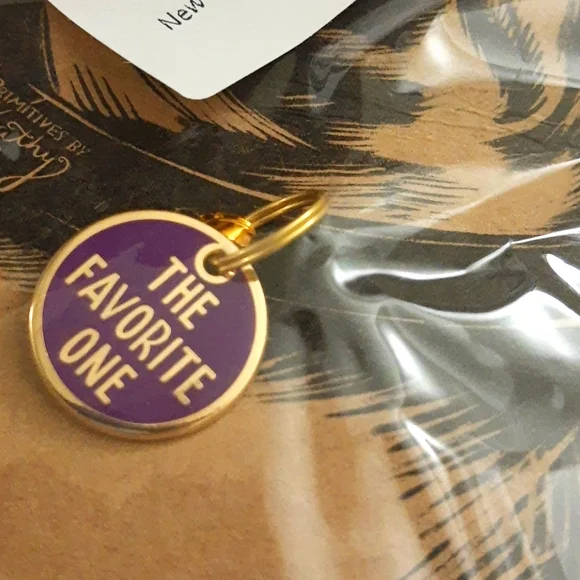 New
PRIMITIVES BY
Kathy
THE
FAVORITE
ONE